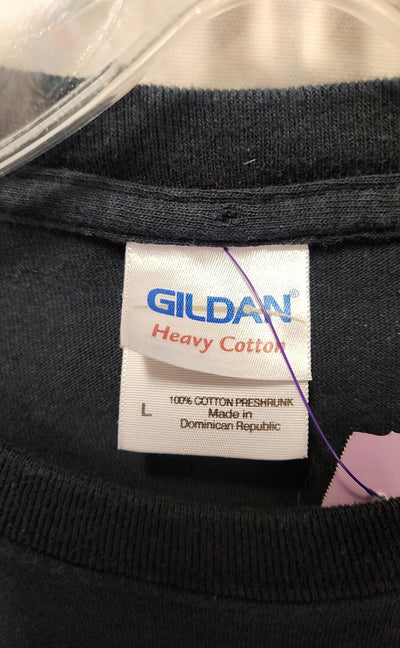 GILDAN®
Heavy Cotton
L
100% COTTON PRESHRUNK
Made in
Dominican Republic